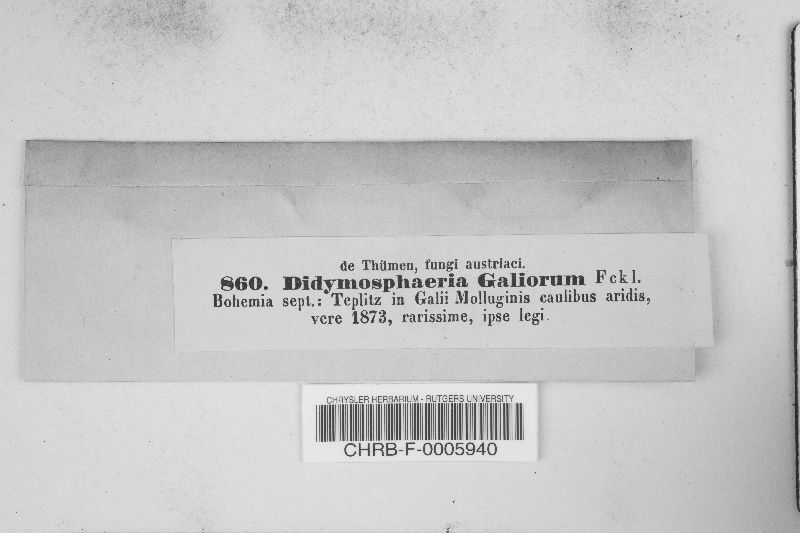 de Thümen, fungi austriaci.
860. Didymosphaeria Galiorum Fckl.
Bohemia sept.: Teplitz in Galii Molluginis caulibus aridis,
vere 1873, rarissime, ipse legi.
CHRYSLER HERBARIUM - RUTGERS UNIVERSITY
CHRB-F-0005940